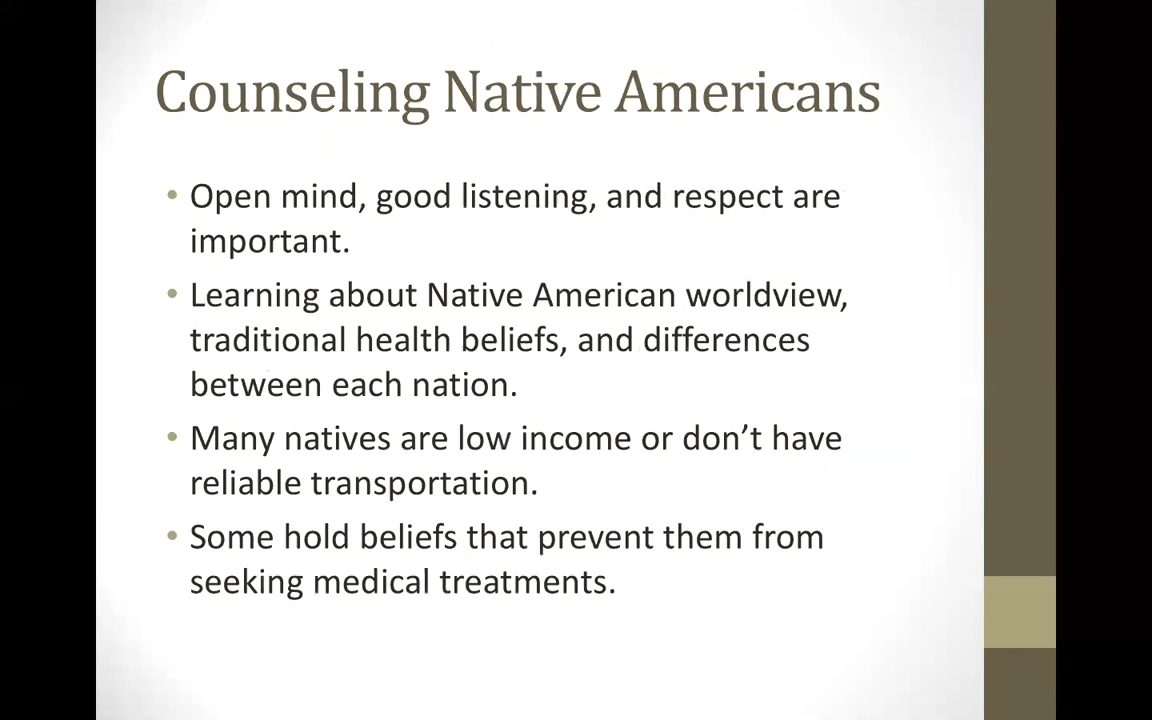 Counseling Native Americans
• Open mind, good listening, and respect are
important.
• Learning about Native American worldview,
traditional health beliefs, and differences
between each nation.
• Many natives are low income or don’t have
reliable transportation.
• Some hold beliefs that prevent them from
seeking medical treatments.